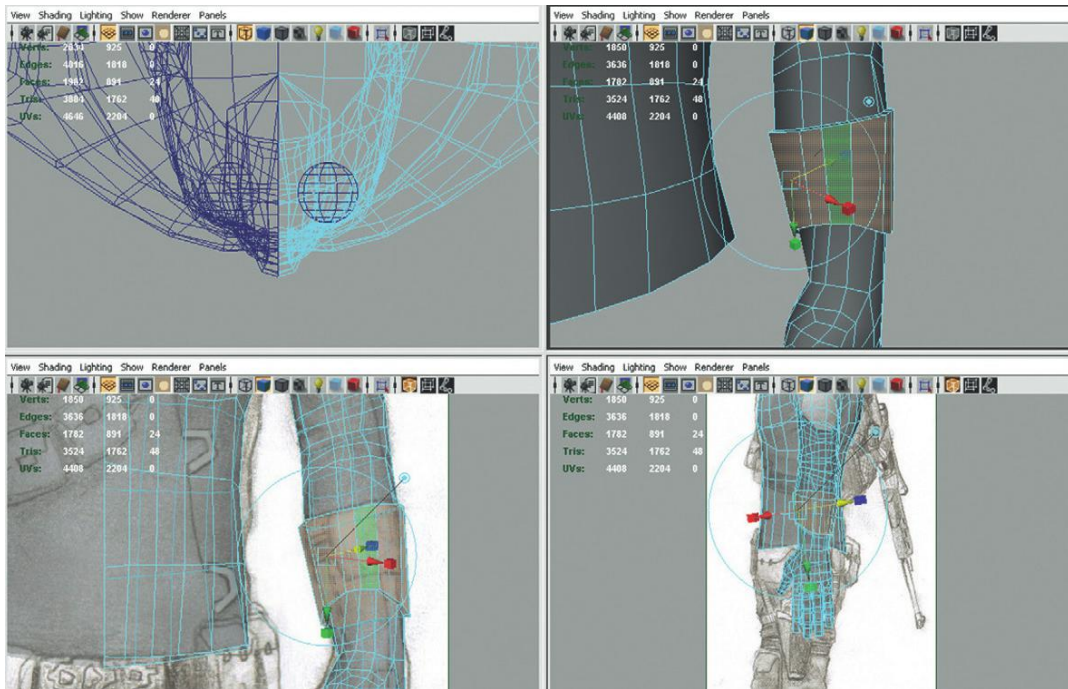 View Shading Lighting Show Renderer Panels
Verts: 2034 925 0
Edges: 4016 1818 0
Faces: 1982 891 24
Tris: 3884 1762 48
UVs: 4646 2204 0
View Shading Lighting Show Renderer Panels
Verts: 1850 925 0
Edges: 3636 1818 0
Faces: 1782 891 24
Tris: 3524 1762 48
UVs: 4408 2204 0
View Shading Lighting Show Renderer Panels
Verts: 1850 925 0
Edges: 3636 1818 0
Faces: 1782 891 24
Tris: 3524 1762 48
UVs: 4408 2204 0
View Shading Lighting Show Renderer Panels
Verts: 1850 925 0
Edges: 3636 1818 0
Faces: 1782 891 24
Tris: 3524 1762 48
UVs: 4408 2204 0